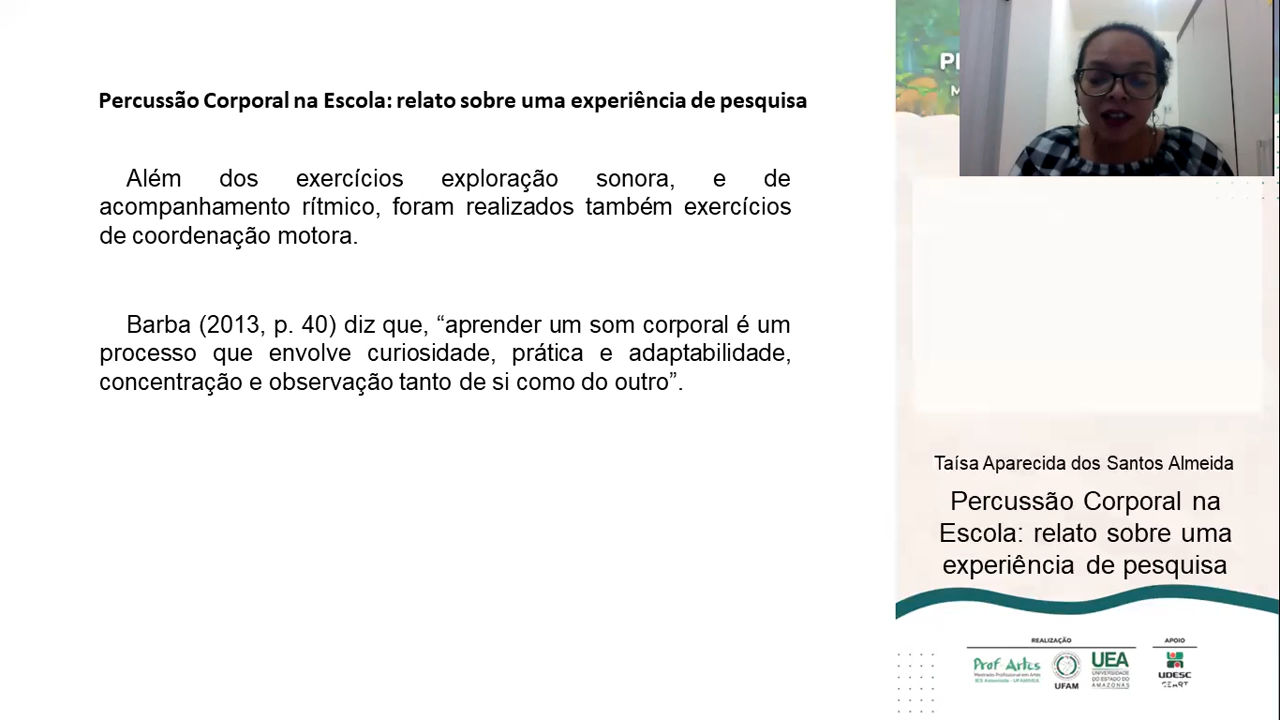 Percussão Corporal na Escola: relato sobre uma experiência de pesquisa
Além dos exercícios exploração sonora, e de
acompanhamento rítmico, foram realizados também exercícios
de coordenação motora.
Barba (2013, p. 40) diz que, “aprender um som corporal é um
processo que envolve curiosidade, prática e adaptabilidade,
concentração e observação tanto de si como do outro”.
Taísa Aparecida dos Santos Almeida
Percussão Corporal na
Escola: relato sobre uma
experiência de pesquisa
REALIZAÇÃO
APOIO
Prof Artes
Mestrado Profissional em Artes
UFAM
UEA
UNIVERSIDADE
DO ESTADO DO
AMAZONAS
UDESC